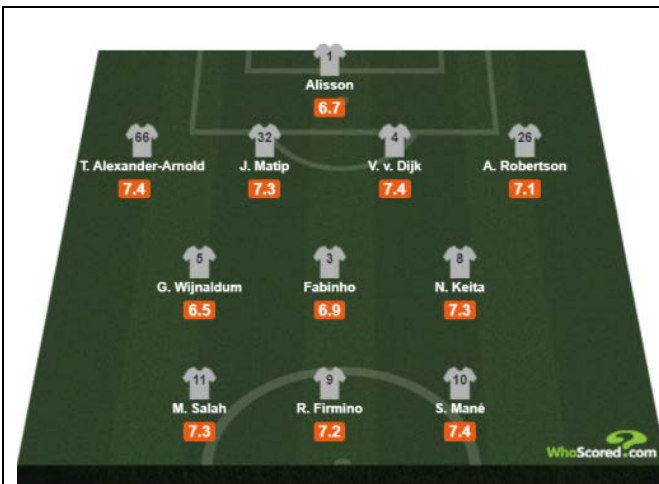 1
Alisson
6.7
66 32 4 26
T. Alexander-Arnold J. Matip V. v. Dijk A. Robertson
7.4 7.3 7.4 7.1
5 3 8
G. Wijnaldum Fabinho N. Keita
6.5 6.9 7.3
11 9 10
M. Salah R. Firmino S. Manè
7.3 7.2 7.4
WhoScored.com